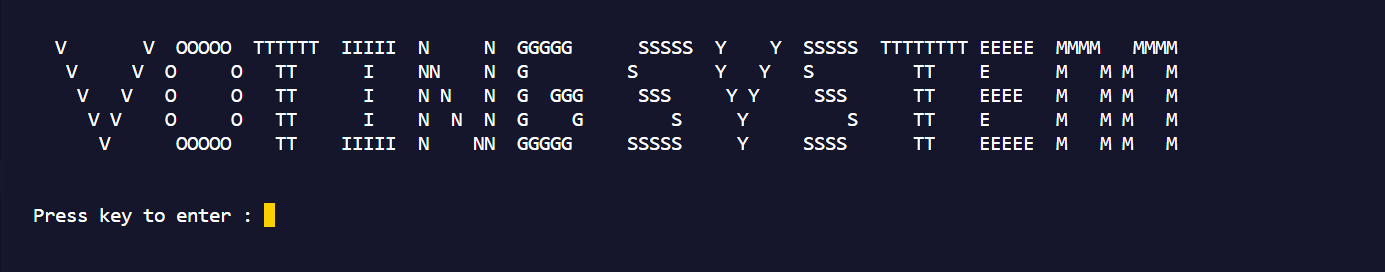 V       V  OOOOO  TTTTTT  IIIII  N     N  GGGGG      SSSSS  Y    Y  SSSSS  TTTTTTTT EEEEE  MMMM   MMMM
V     V  O     O   TT      I    NN    N  G         S       Y   Y   S         TT    E      M   M M   M
V   V   O     O   TT      I    N N   N  G  GGG     SSS     Y Y     SSS      TT    EEEE   M   M M   M
V V    O     O   TT      I    N  N  N  G    G        S     Y         S     TT    E      M   M M   M
V      OOOOO    TT    IIIII  N    NN  GGGGG     SSSSS     Y     SSSS      TT    EEEEE  M   M M   M
Press key to enter :